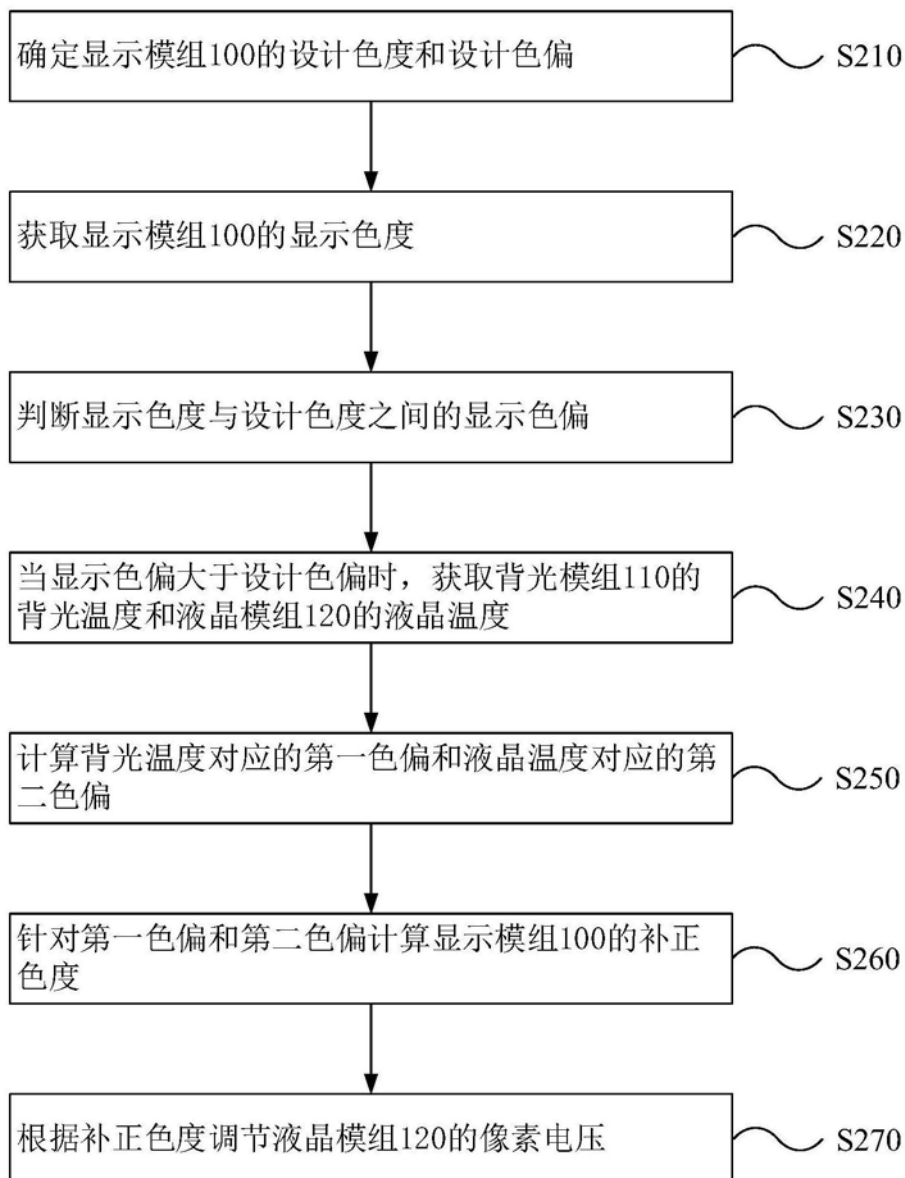 确定显示模组100的设计色度和设计色偏
S210
获取显示模组100的显示色度
S220
判断显示色度与设计色度之间的显示色偏
S230
当显示色偏大于设计色偏时，获取背光模组110的
背光温度和液晶模组120的液晶温度
S240
计算背光温度对应的第一色偏和液晶温度对应的第
二色偏
S250
针对第一色偏和第二色偏计算显示模组100的补正
色度
S260
根据补正色度调节液晶模组120的像素电压
S270